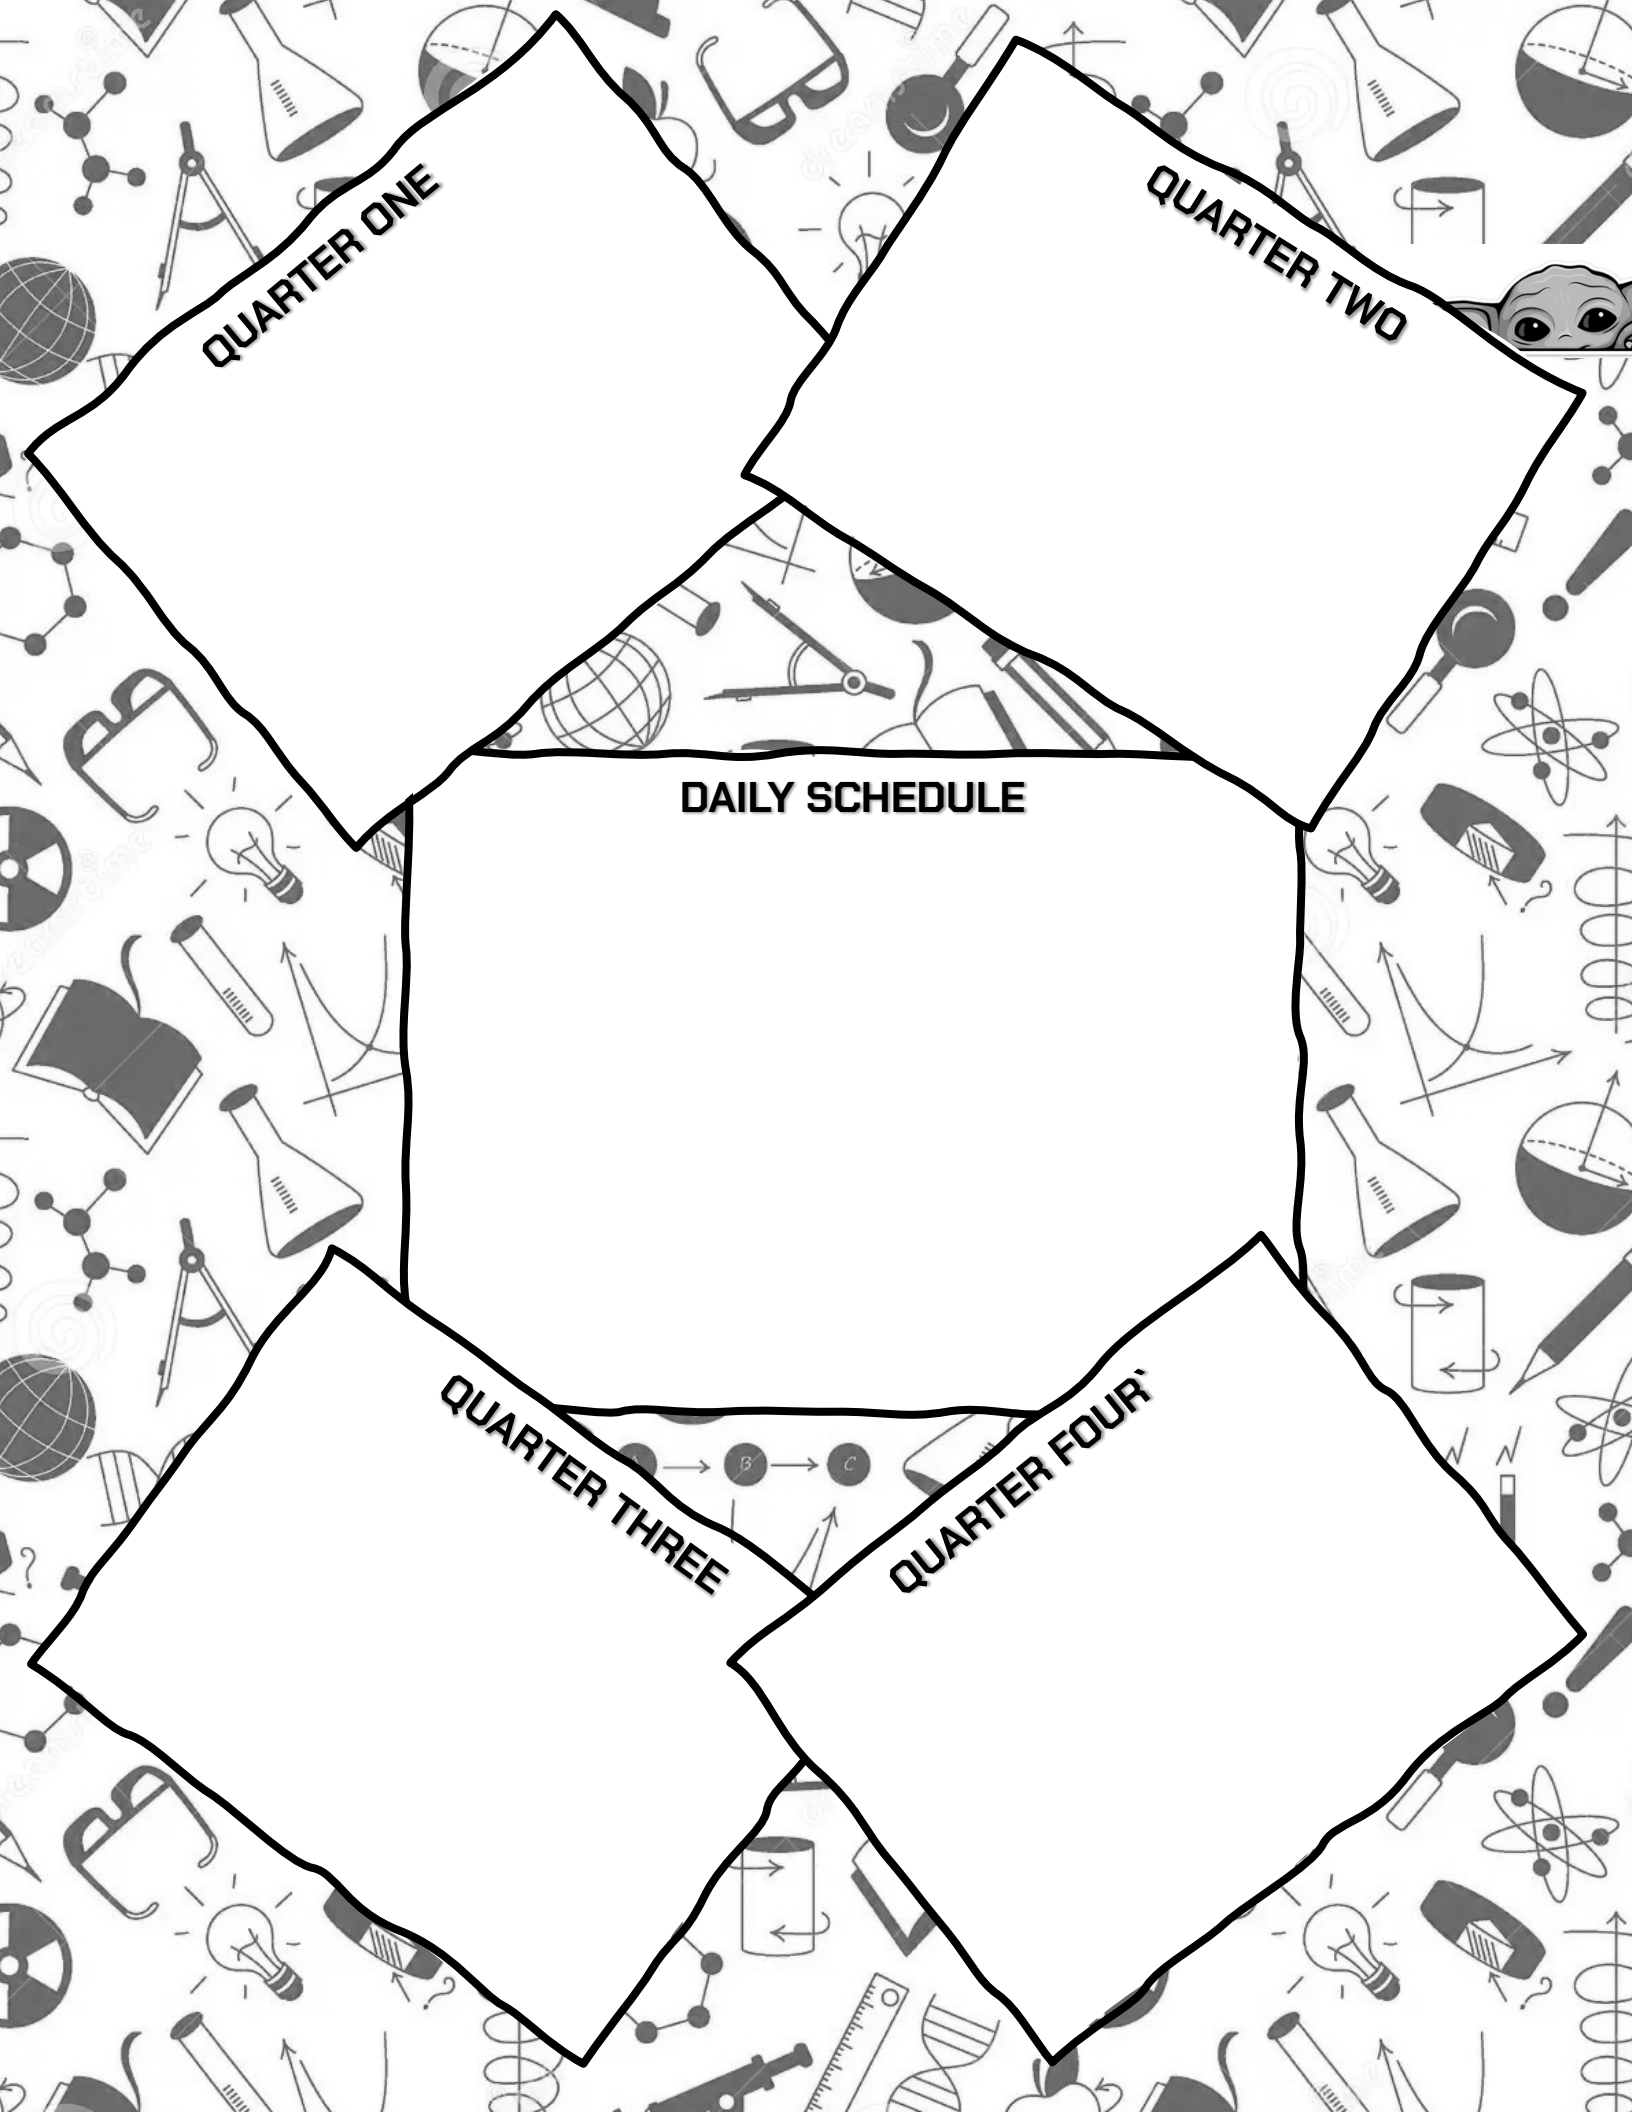 QUARTER ONE
QUARTER TWO
DAILY SCHEDULE
QUARTER THREE
QUARTER FOUR`
B
C